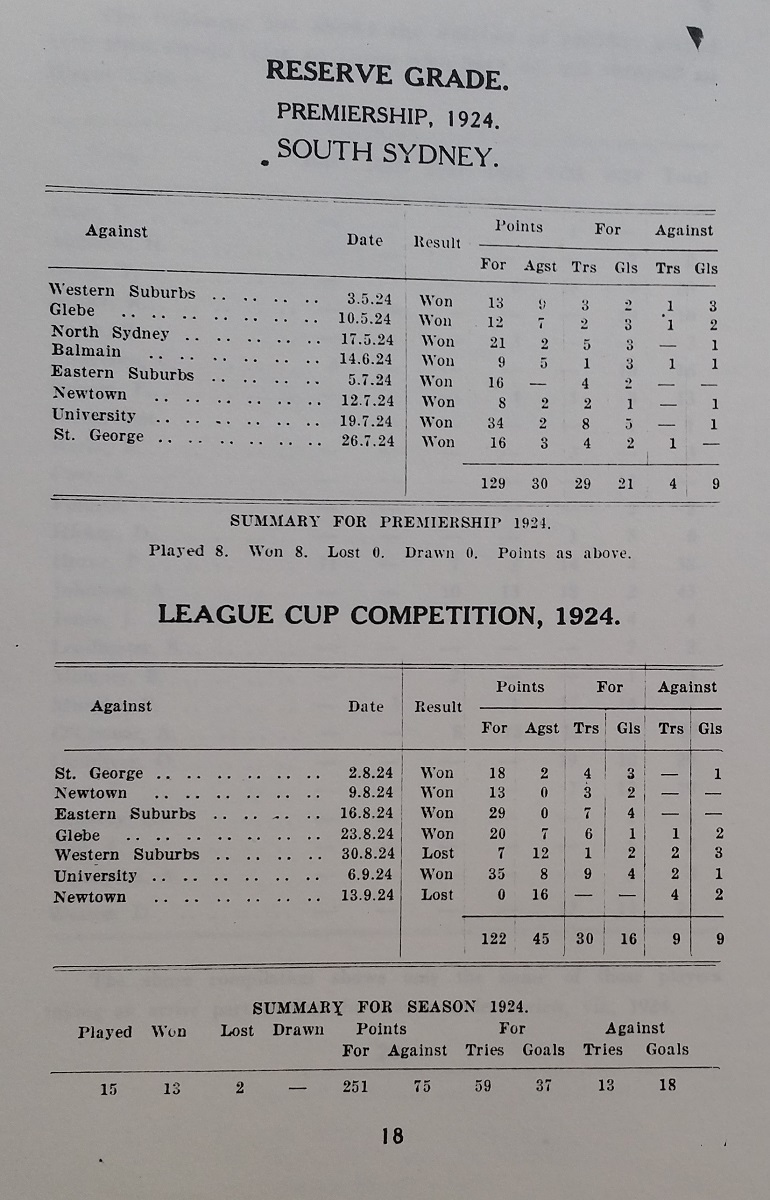 RESERVE GRADE.
PREMIERSHIP, 1924.
SOUTH SYDNEY.
Against Date Result Points For Against
For Agst Trs Gls Trs Gls
Western Suburbs .. .. .. .. 3.5.24 Won 13 9 3 2 1 3
Glebe .. .. .. .. .. .. .. 10.5.24 Won 12 7 2 3 1 2
North Sydney .. .. .. .. .. 17.5.24 Won 21 2 5 3 — 1
Balmain .. .. .. .. .. .. 14.6.24 Won 9 5 1 3 1 1
Eastern Suburbs .. .. .. .. 5.7.24 Won 16 — 4 2 — —
Newtown .. .. .. .. .. .. 12.7.24 Won 8 2 2 1 — 1
University .. .. .. .. .. .. 19.7.24 Won 34 2 8 5 — 1
St. George .. .. .. .. .. .. 26.7.24 Won 16 3 4 2 1 —
129 30 29 21 4 9
SUMMARY FOR PREMIERSHIP 1924.
Played 8. Won 8. Lost 0. Drawn 0. Points as above.
LEAGUE CUP COMPETITION, 1924.
Against Date Result Points For Against
For Agst Trs Gls Trs Gls
St. George .. .. .. .. .. .. 2.8.24 Won 18 2 4 3 — 1
Newtown .. .. .. .. .. .. 9.8.24 Won 13 0 3 2 — —
Eastern Suburbs .. .. .. .. 16.8.24 Won 29 0 7 4 — —
Glebe .. .. .. .. .. .. .. 23.8.24 Won 20 7 6 1 1 2
Western Suburbs .. .. .. .. 30.8.24 Lost 7 12 1 2 2 3
University .. .. .. .. .. .. 6.9.24 Won 35 8 9 4 2 1
Newtown .. .. .. .. .. .. 13.9.24 Lost 0 16 — — 4 2
122 45 30 16 9 9
SUMMARY FOR SEASON 1924.
Played Won Lost Drawn Points For Against
For Against Tries Goals Tries Goals
15 13 2 — 251 75 59 37 13 18
18